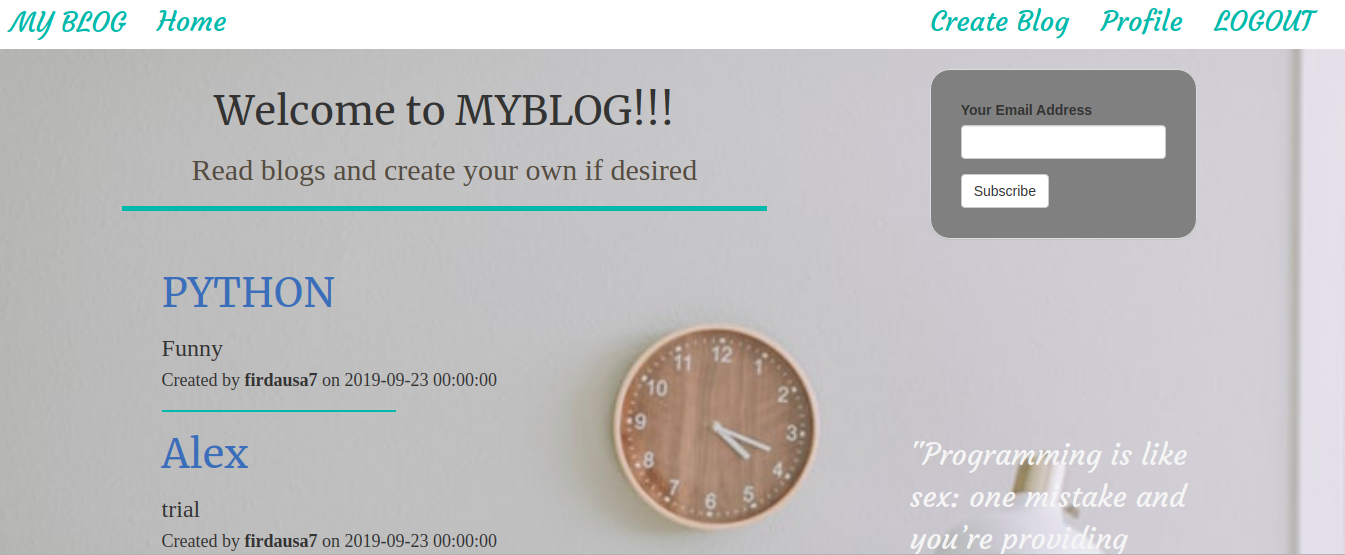 MY BLOG Home Create Blog Profile LOGOUT
Welcome to MYBLOG!!!
Read blogs and create your own if desired
Your Email Address
Subscribe
PYTHON
Funny
Created by firdausa7 on 2019-09-23 00:00:00
Alex
trial
Created by firdausa7 on 2019-09-23 00:00:00
12
1
2
3
4
5
6
7
8
9
10
11
"Programming is like
sex: one mistake and
you’re providing